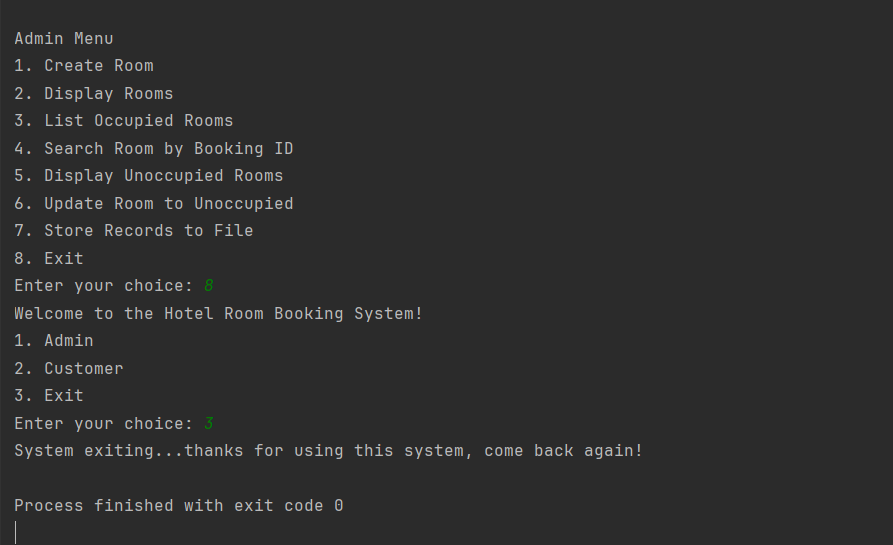 Admin Menu
1. Create Room
2. Display Rooms
3. List Occupied Rooms
4. Search Room by Booking ID
5. Display Unoccupied Rooms
6. Update Room to Unoccupied
7. Store Records to File
8. Exit
Enter your choice: 8
Welcome to the Hotel Room Booking System!
1. Admin
2. Customer
3. Exit
Enter your choice: 3
System exiting...thanks for using this system, come back again!
Process finished with exit code 0